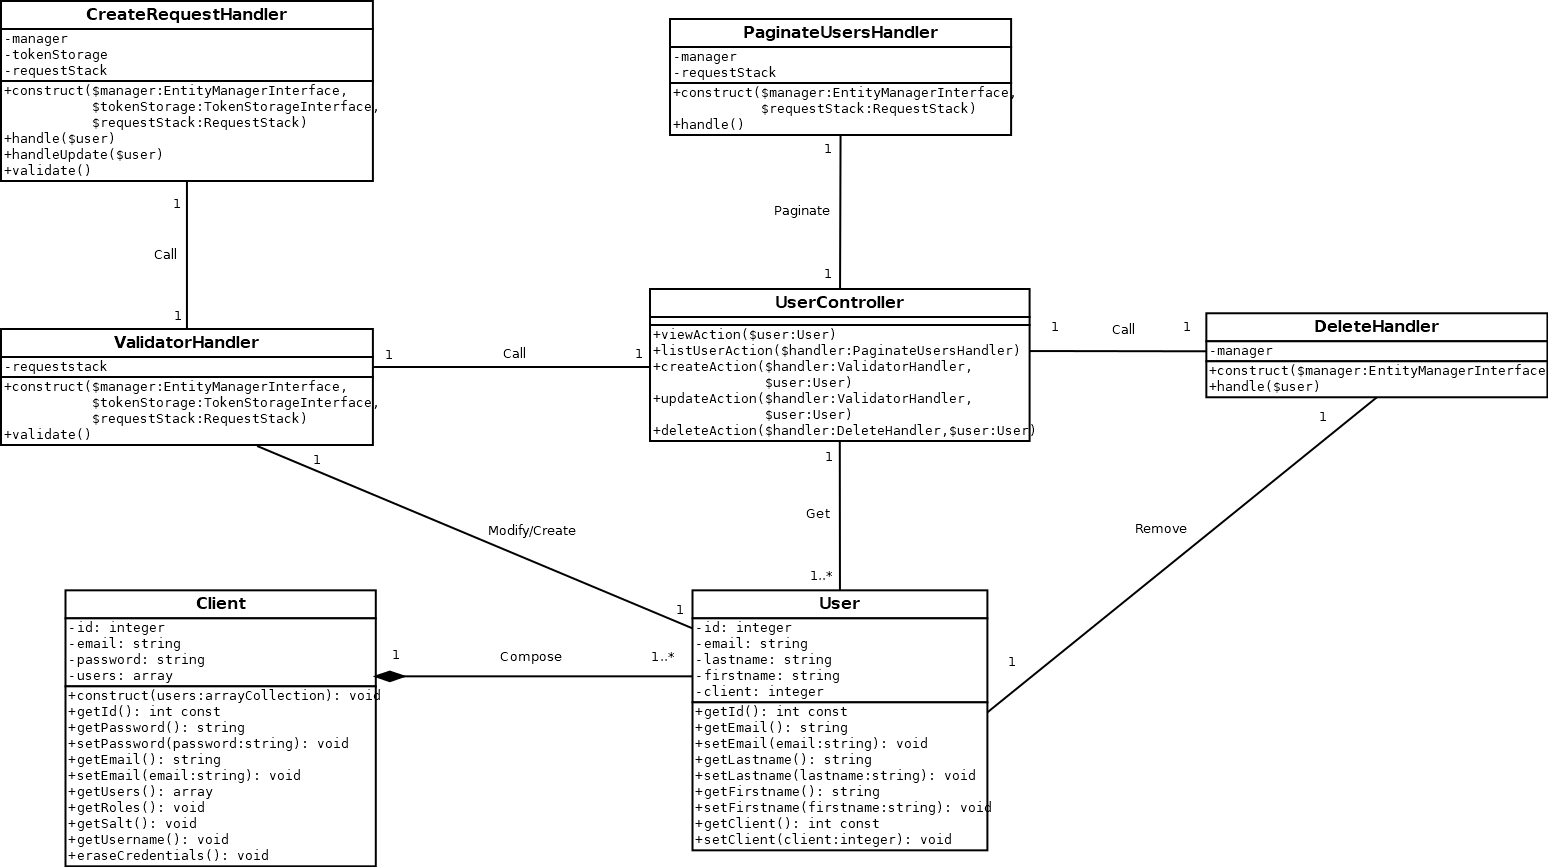 CreateRequestHandler
-manager
-tokenStorage
-requestStack
+construct($manager:EntityManagerInterface,
$tokenStorage:TokenStorageInterface,
$requestStack:RequestStack)
+handle($user)
+handleUpdate($user)
+validate()
PaginateUsersHandler
-manager
-requestStack
+construct($manager:EntityManagerInterface,
$requestStack:RequestStack)
+handle()
1
Call
1
1
Paginate
1
ValidatorHandler
-requeststack
+construct($manager:EntityManagerInterface,
$tokenStorage:TokenStorageInterface,
$requestStack:RequestStack)
+validate()
1
Call
1
UserController
+viewAction($user:User)
+listUserAction($handler:PaginateUsersHandler)
+createAction($handler:ValidatorHandler,
$user:User)
+updateAction($handler:ValidatorHandler,
$user:User)
+deleteAction($handler:DeleteHandler,$user:User)
1
Call
1
DeleteHandler
-manager
+construct($manager:EntityManagerInterface
+handle($user)
1
Modify/Create
1
1
Get
1..*
1
Remove
1
Client
-id: integer
-email: string
-password: string
-users: array
+construct(users:arrayCollection): void
+getId(): int const
+getPassword(): string
+setPassword(password:string): void
+getEmail(): string
+setEmail(email:string): void
+getUsers(): array
+getRoles(): void
+getSalt(): void
+getUsername(): void
+eraseCredentials(): void
1
Compose
1..*
User
-id: integer
-email: string
-lastname: string
-firstname: string
-client: integer
+getId(): int const
+getEmail(): string
+setEmail(email:string): void
+getLastname(): string
+setLastname(lastname:string): void
+getFirstname(): string
+setFirstname(firstname:string): void
+getClient(): int const
+setClient(client:integer): void